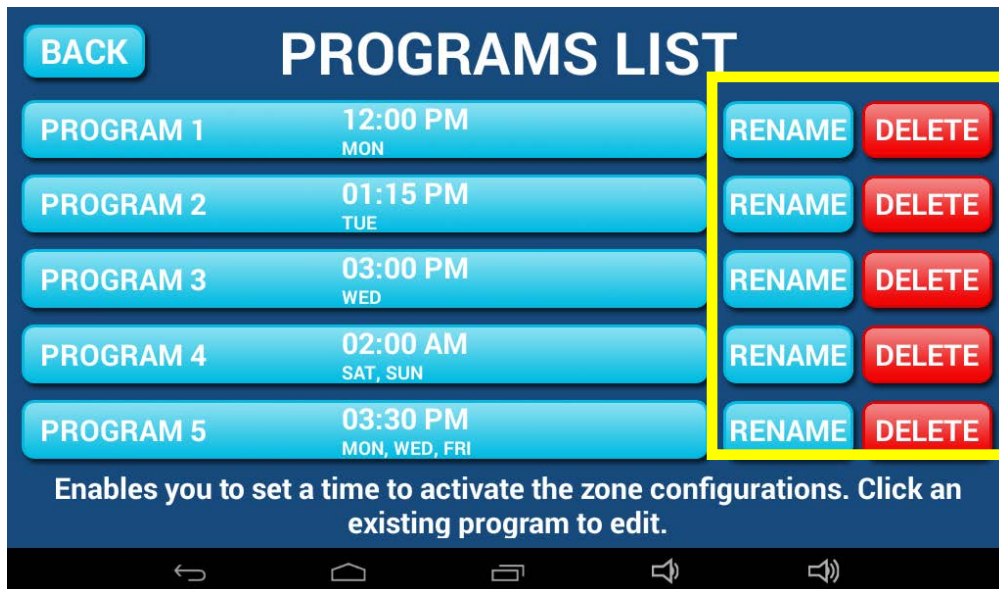 BACK PROGRAMS LIST
PROGRAM 1 12:00 PM RENAME DELETE
MON
PROGRAM 2 01:15 PM RENAME DELETE
TUE
PROGRAM 3 03:00 PM RENAME DELETE
WED
PROGRAM 4 02:00 AM RENAME DELETE
SAT, SUN
PROGRAM 5 03:30 PM RENAME DELETE
MON, WED, FRI
Enables you to set a time to activate the zone configurations. Click an
existing program to edit.